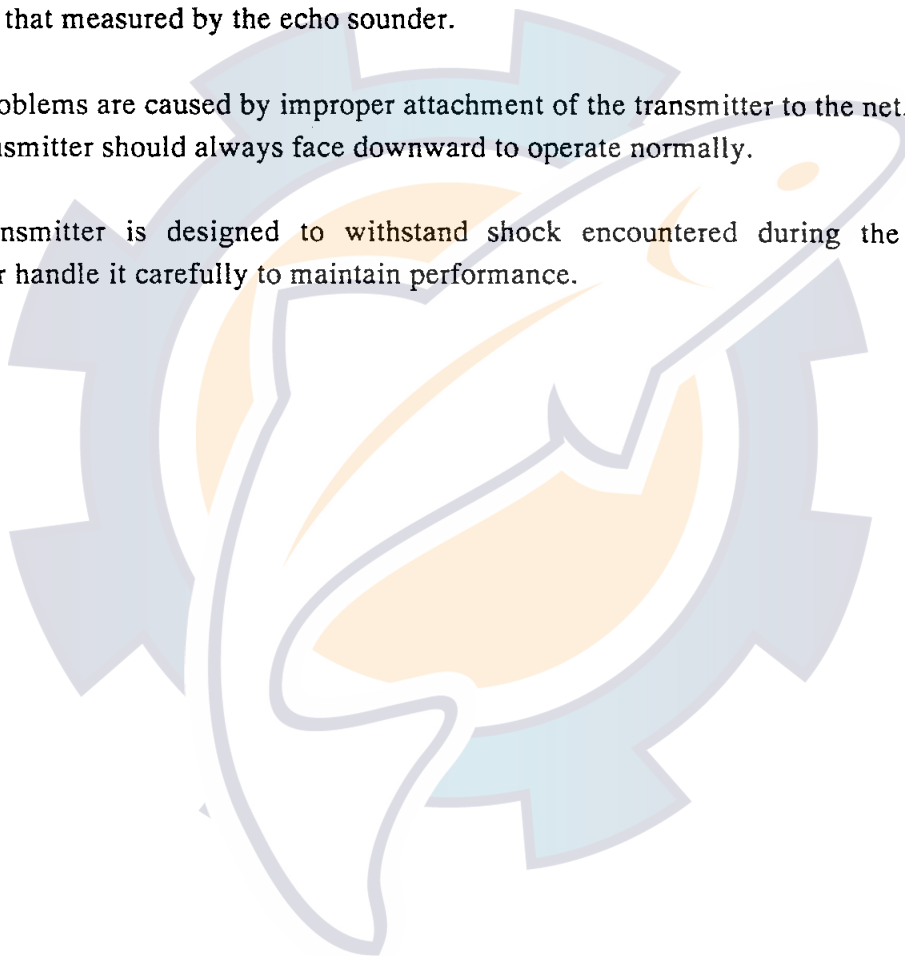 that measured by the echo sounder.
oblems are caused by improper attachment of the transmitter to the net.
smitter should always face downward to operate normally.
nsmitter is designed to withstand shock encountered during the
r handle it carefully to maintain performance.